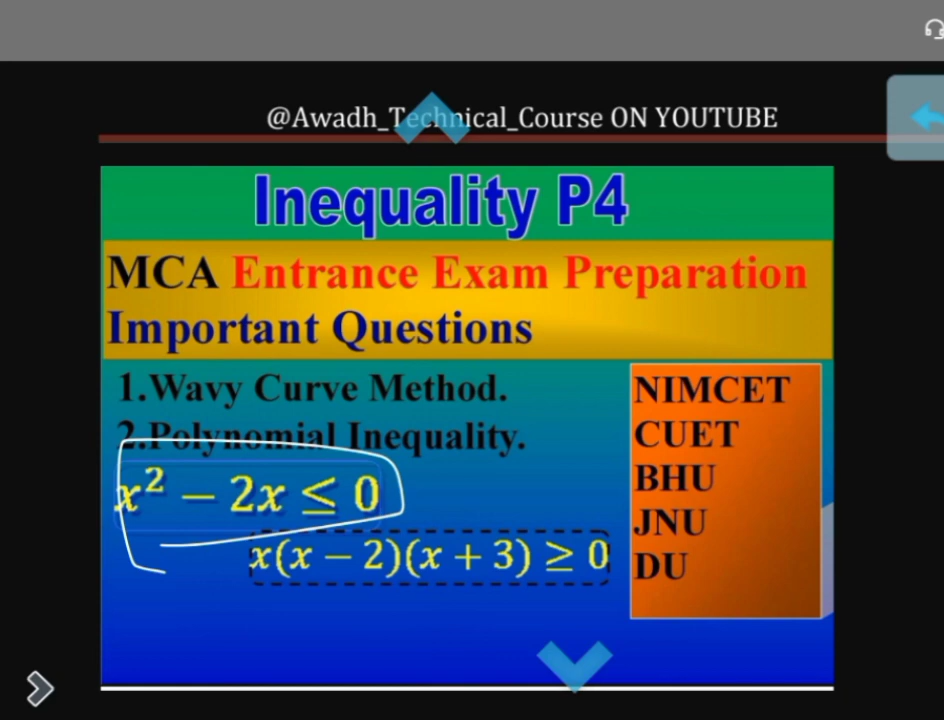 @Awadh_Technical_Course ON YOUTUBE
Inequality P4
MCA Entrance Exam Preparation
Important Questions
1.Wavy Curve Method.
2.Polynomial Inequality.
x² − 2x ≤ 0
x(x − 2)(x + 3) ≥ 0
NIMCET
CUET
BHU
JNU
DU